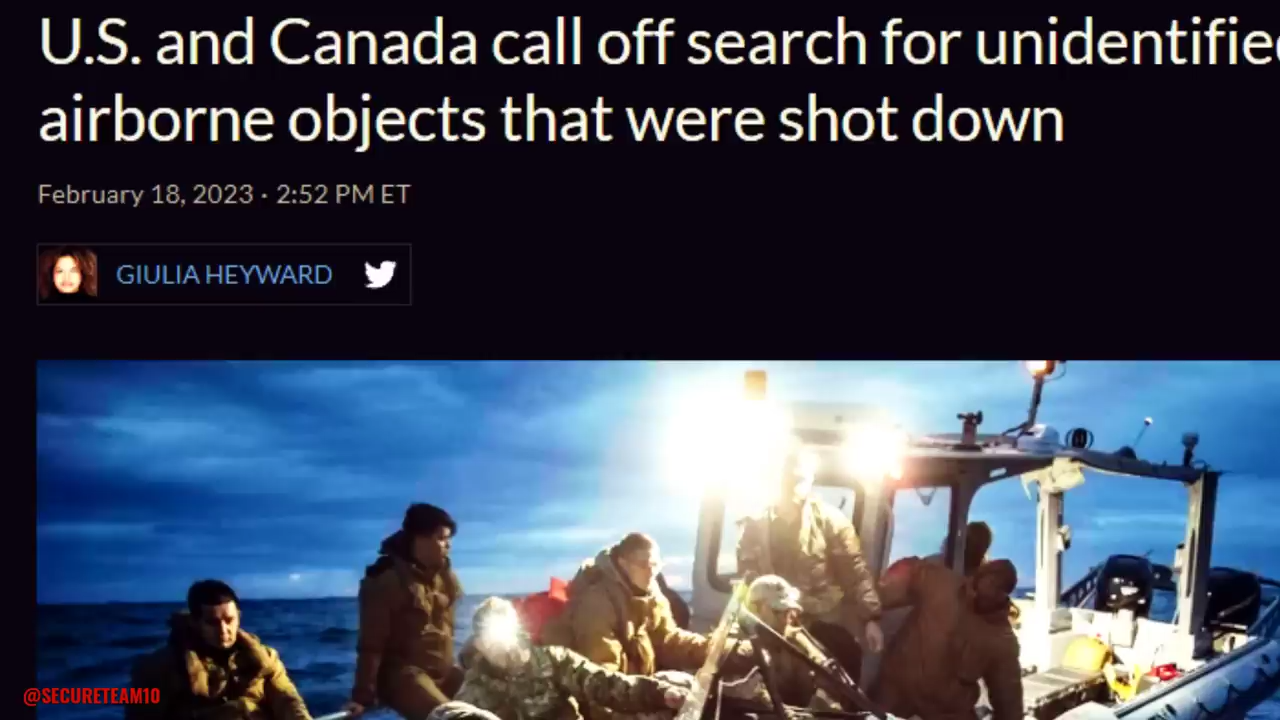 U.S. and Canada call off search for unidentified
airborne objects that were shot down
February 18, 2023 · 2:52 PM ET
GIULIA HEYWARD
@SECURETEAM10